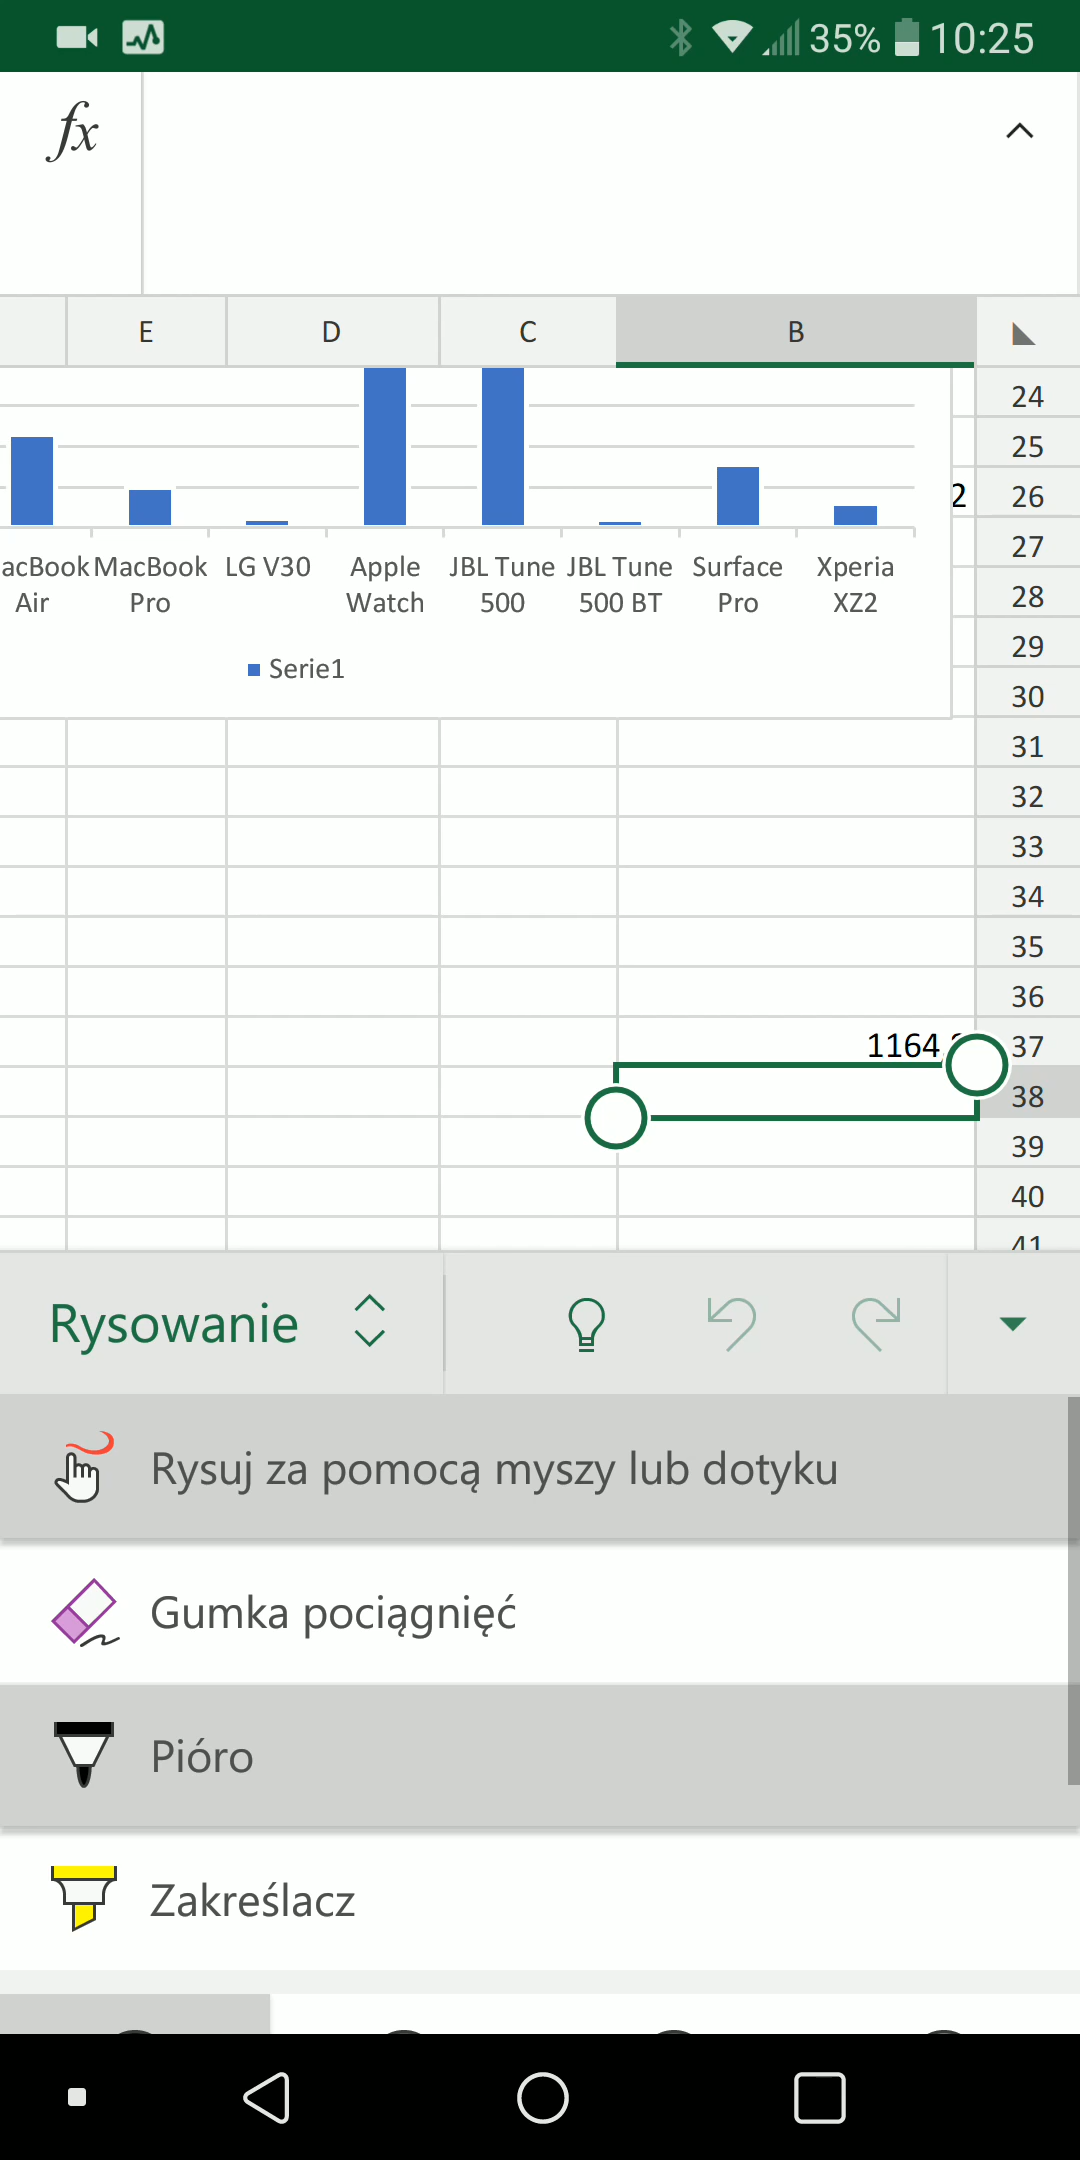 35% 10:25
fx
E D C B
24
25
2 26
27
28
29
30
acBook MacBook LG V30 Apple JBL Tune JBL Tune Surface Xperia
Air Pro Watch 500 500 BT Pro XZ2
Serie1
31
32
33
34
35
36
1164, 37
38
39
40
41
Rysowanie
Rysuj za pomocą myszy lub dotyku
Gumka pociągnięć
Pióro
Zakreślacz